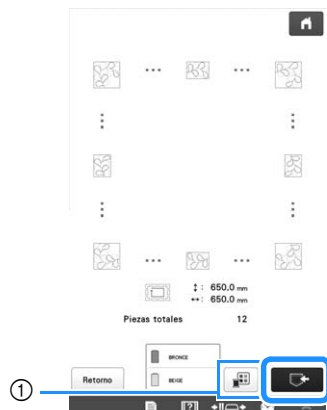 ↕ : 650.0 mm
↔ : 650.0 mm
Piezas totales 12
BRONCE
Retorno
BEIGE
①
[?]